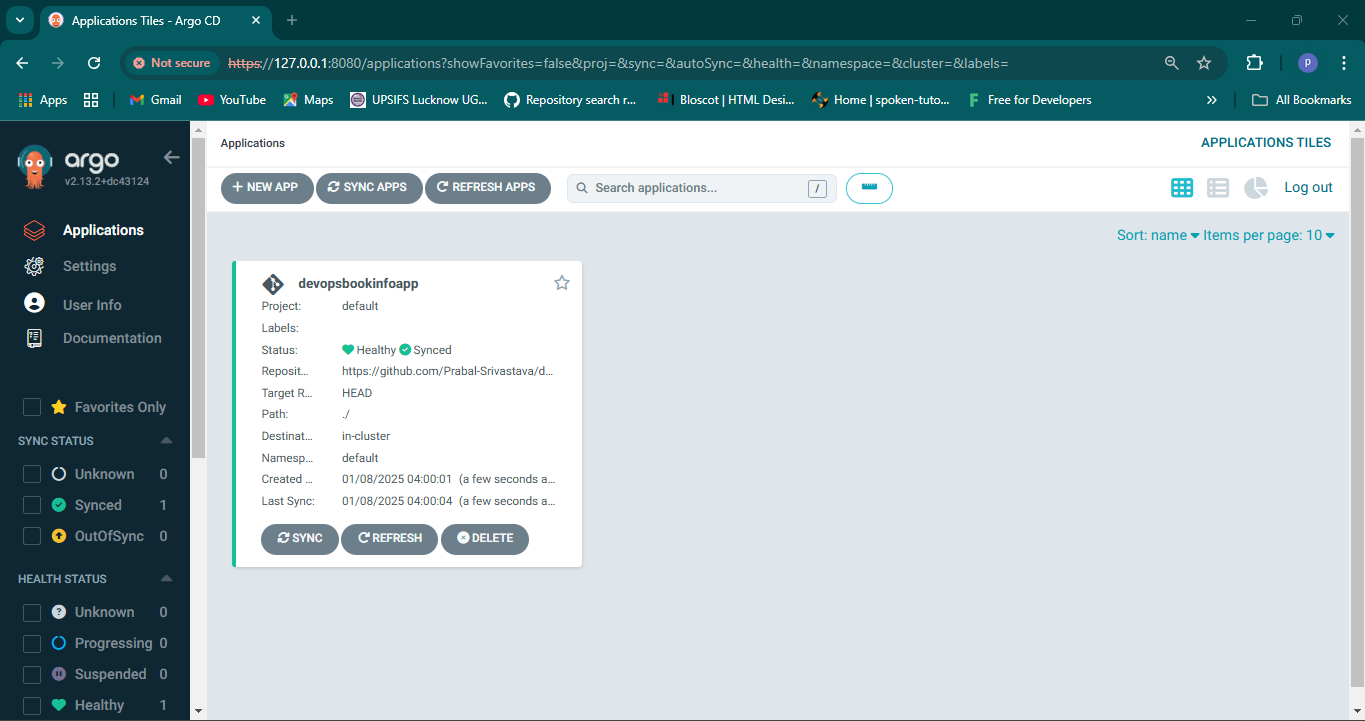 Applications Tiles - Argo CD
Not secure https://127.0.0.1:8080/applications?showFavorites=false&proj=&sync=&autoSync=&health=&namespace=&cluster=&labels= P
Apps Gmail YouTube Maps UPSIFS Lucknow UG... Repository search r... Bloscot | HTML Desi... Home | spoken-tuto... Free for Developers » All Bookmarks
argo
v2.13.2+dc43124
Applications
Settings
User Info
Documentation
Favorites Only
SYNC STATUS
Unknown 0
Synced 1
OutOfSync 0
HEALTH STATUS
Unknown 0
Progressing 0
Suspended 0
Healthy 1
Applications APPLICATIONS TILES
+ NEW APP SYNC APPS REFRESH APPS Search applications... / Log out
Sort: name Items per page: 10
devopsbookinfoapp
Project: default
Labels:
Status: Healthy Synced
Reposit... https://github.com/Prabal-Srivastava/d...
Target R... HEAD
Path: ./
Destinat... in-cluster
Namesp... default
Created ... 01/08/2025 04:00:01 (a few seconds a...
Last Sync: 01/08/2025 04:00:04 (a few seconds a...
SYNC REFRESH DELETE